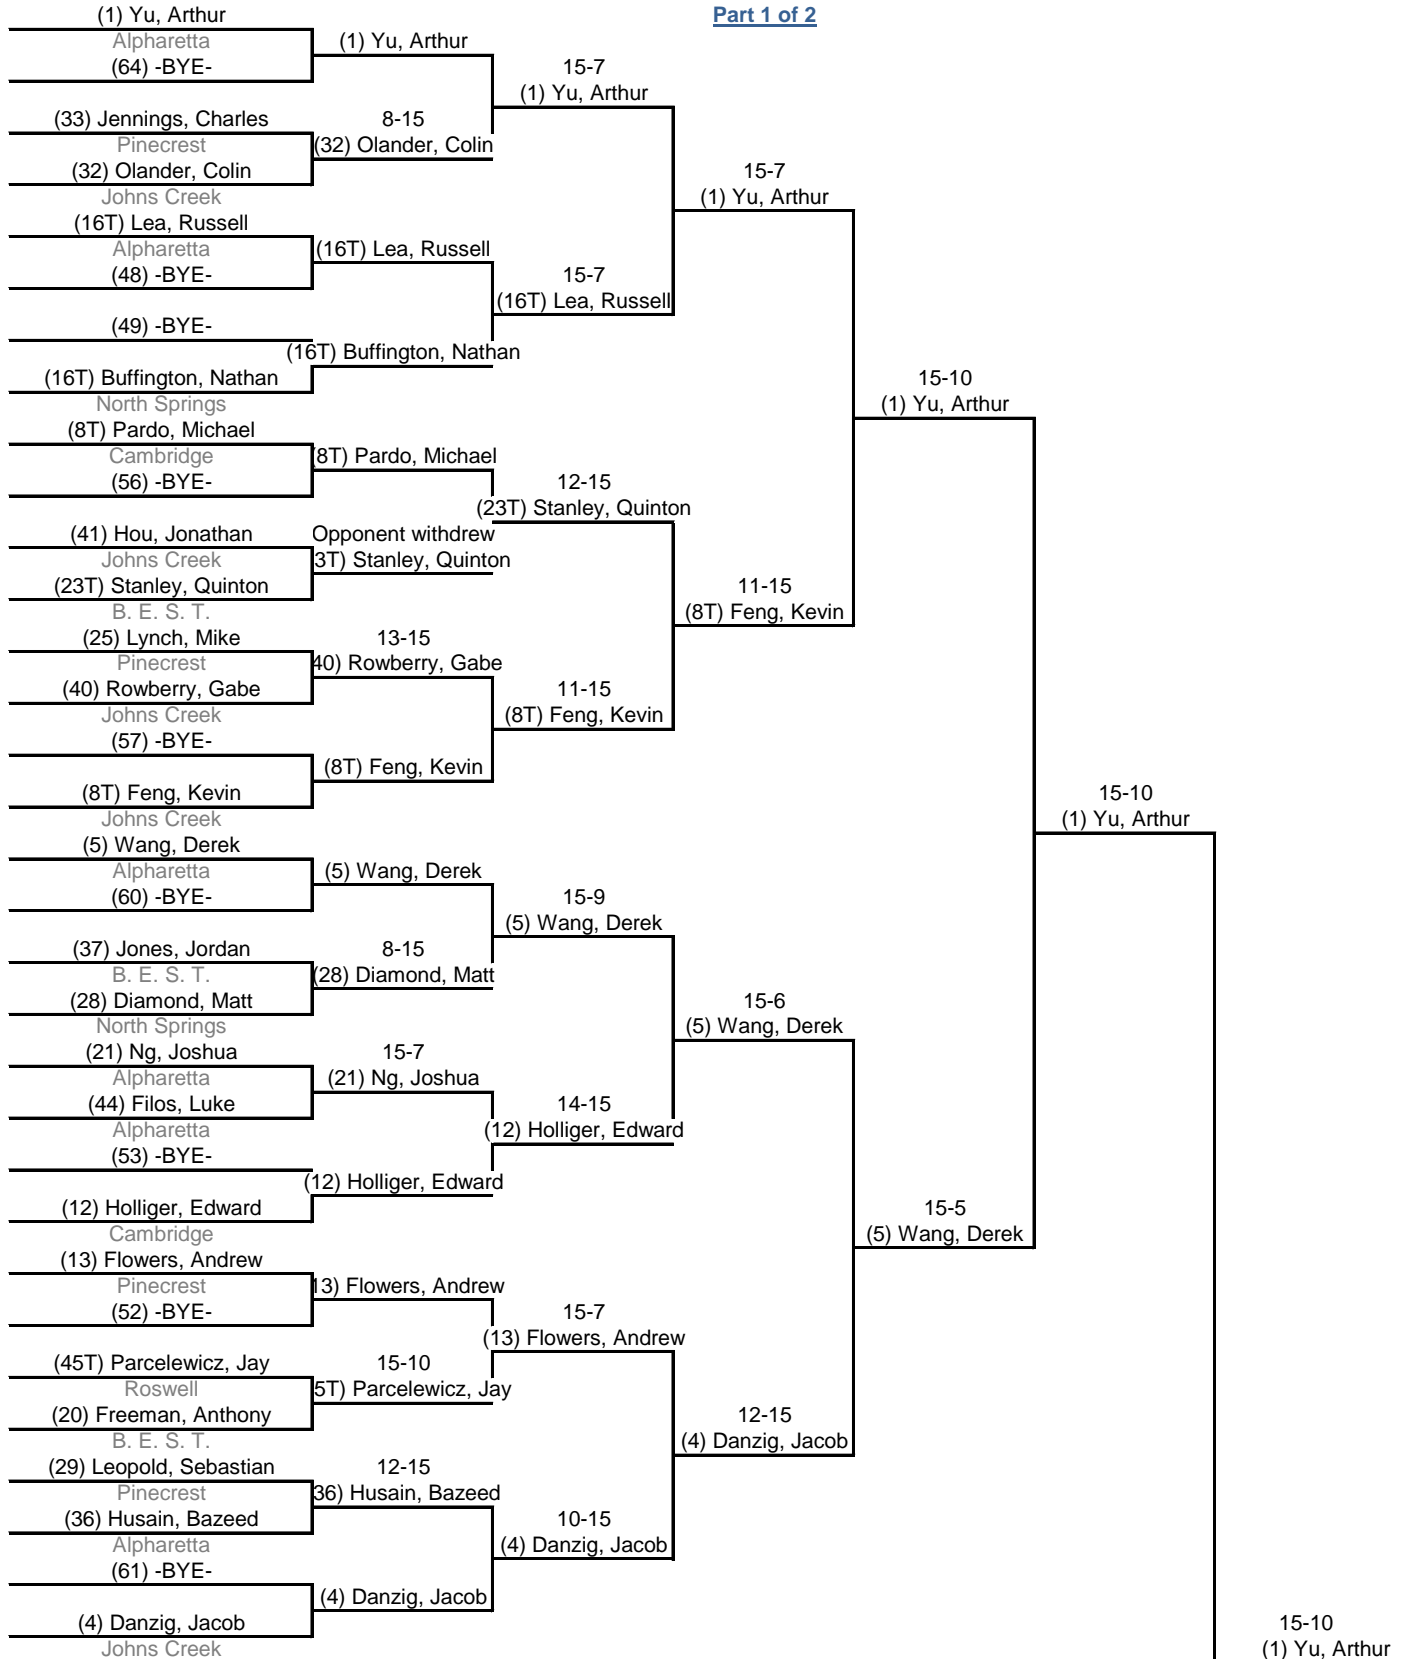 Part 1 of 2
(1) Yu, Arthur
Alpharetta
(64) -BYE-
(33) Jennings, Charles
Pinecrest
(32) Olander, Colin
Johns Creek
(16T) Lea, Russell
Alpharetta
(48) -BYE-
(49) -BYE-
(16T) Buffington, Nathan
North Springs
(8T) Pardo, Michael
Cambridge
(56) -BYE-
(41) Hou, Jonathan
Johns Creek
(23T) Stanley, Quinton
B. E. S. T.
(25) Lynch, Mike
Pinecrest
(40) Rowberry, Gabe
Johns Creek
(57) -BYE-
(8T) Feng, Kevin
Johns Creek
(5) Wang, Derek
Alpharetta
(60) -BYE-
(37) Jones, Jordan
B. E. S. T.
(28) Diamond, Matt
North Springs
(21) Ng, Joshua
Alpharetta
(44) Filos, Luke
Alpharetta
(53) -BYE-
(12) Holliger, Edward
Cambridge
(13) Flowers, Andrew
Pinecrest
(52) -BYE-
(45T) Parcelewicz, Jay
Roswell
(20) Freeman, Anthony
B. E. S. T.
(29) Leopold, Sebastian
Pinecrest
(36) Husain, Bazeed
Alpharetta
(61) -BYE-
(4) Danzig, Jacob
Johns Creek
(1) Yu, Arthur
8-15
(32) Olander, Colin
(16T) Lea, Russell
(16T) Buffington, Nathan
(8T) Pardo, Michael
Opponent withdrew
3T) Stanley, Quinton
13-15
40) Rowberry, Gabe
(8T) Feng, Kevin
(5) Wang, Derek
8-15
(28) Diamond, Matt
15-7
(21) Ng, Joshua
(12) Holliger, Edward
13) Flowers, Andrew
15-10
5T) Parcelewicz, Jay
12-15
36) Husain, Bazeed
(4) Danzig, Jacob
15-7
(1) Yu, Arthur
15-7
(16T) Lea, Russell
12-15
(23T) Stanley, Quinton
11-15
(8T) Feng, Kevin
15-9
(5) Wang, Derek
14-15
(12) Holliger, Edward
15-7
(13) Flowers, Andrew
10-15
(4) Danzig, Jacob
15-7
(1) Yu, Arthur
11-15
(8T) Feng, Kevin
15-6
(5) Wang, Derek
12-15
(4) Danzig, Jacob
15-10
(1) Yu, Arthur
15-5
(5) Wang, Derek
15-10
(1) Yu, Arthur
15-10
(1) Yu, Arthur